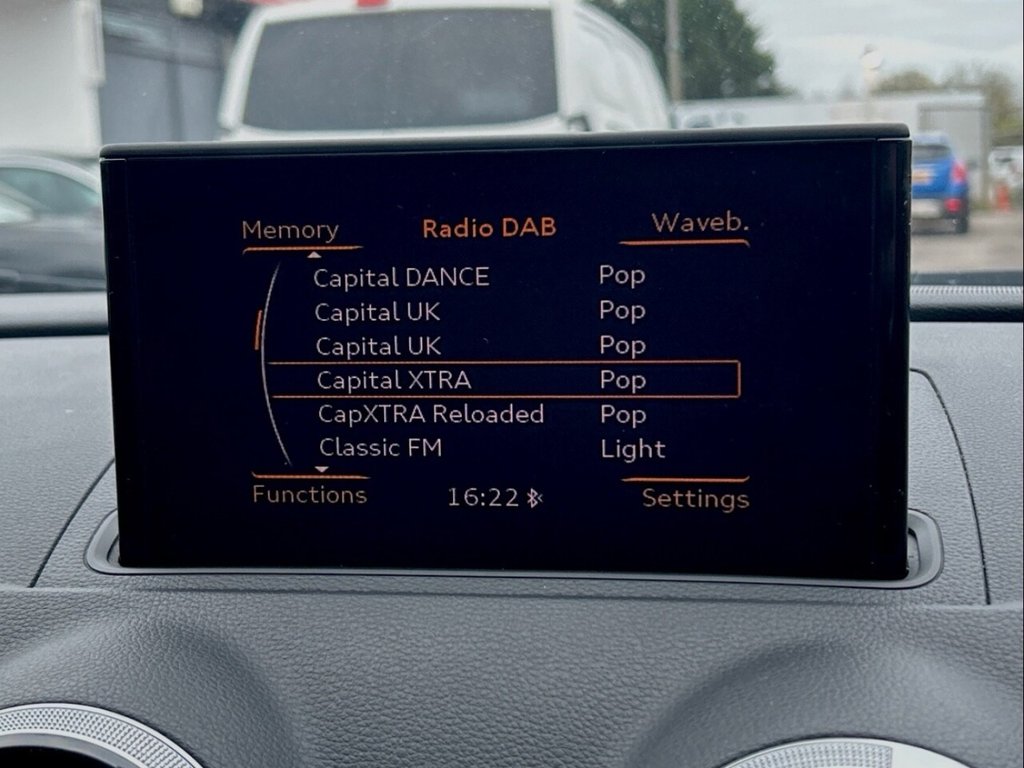 Memory Radio DAB Waveb.
Capital DANCE Pop
Capital UK Pop
Capital UK Pop
Capital XTRA Pop
CapXTRA Reloaded Pop
Classic FM Light
Functions 16:22 Settings